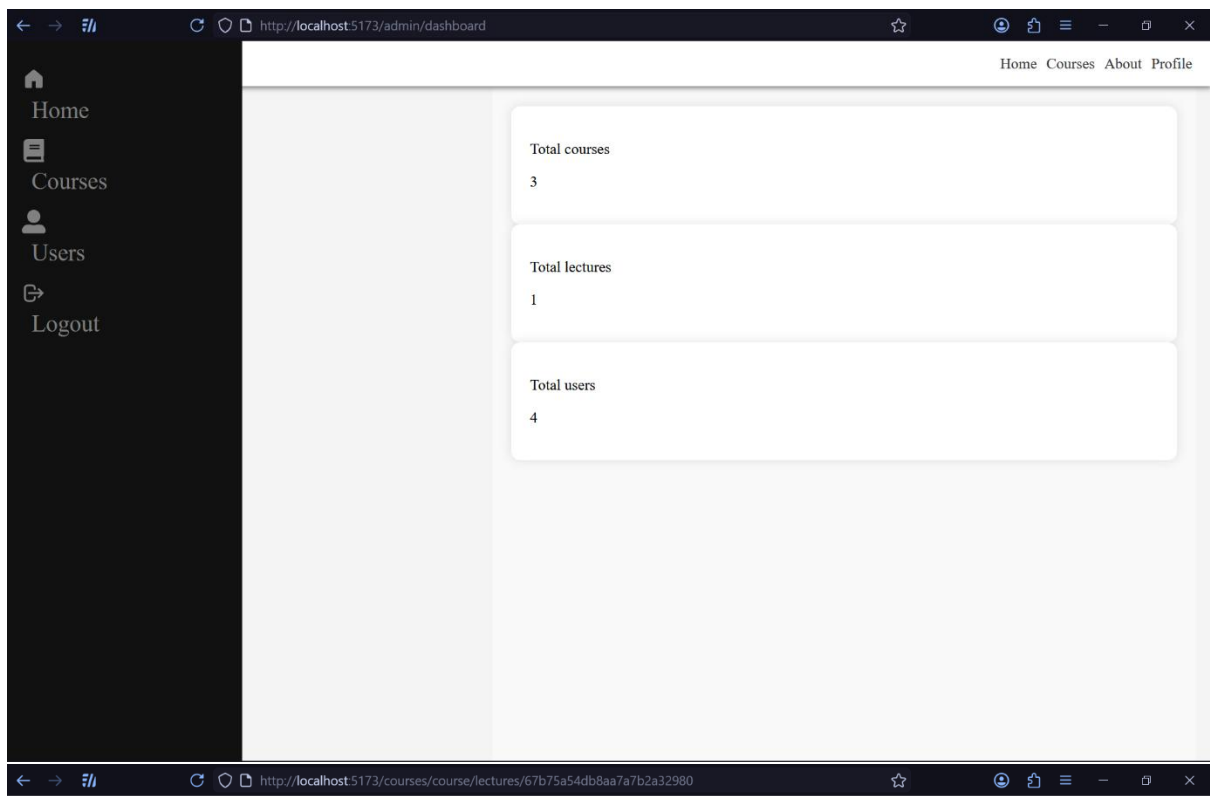 http://localhost:5173/admin/dashboard
Home Courses About Profile
Home
Courses
Users
Logout
Total courses
3
Total lectures
1
Total users
4
http://localhost:5173/courses/course/lectures/67b75a54db8aa7a7b2a32980